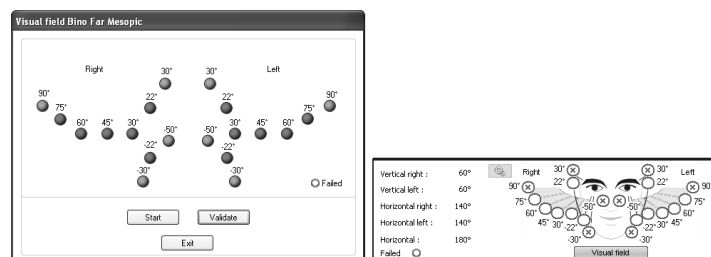 Visual field Bino Far Mesopic
Right 30° 30° Left
90° 22° 22° 90°
75° 75°
60° 45° 30° -50° -50° 30° 45° 60°
-22° -22°
-30° -30°
Failed
Start Validate
Exit
Vertical right : 60°
Vertical left : 60°
Horizontal right : 140°
Horizontal left : 140°
Horizontal : 180°
Failed
Right 30° 30° Left
90° 22° 22° 90°
75° 75°
60° -50° -50° 60°
45° 30° -22° -22° 30° 45°
-30° -30°
Visual field